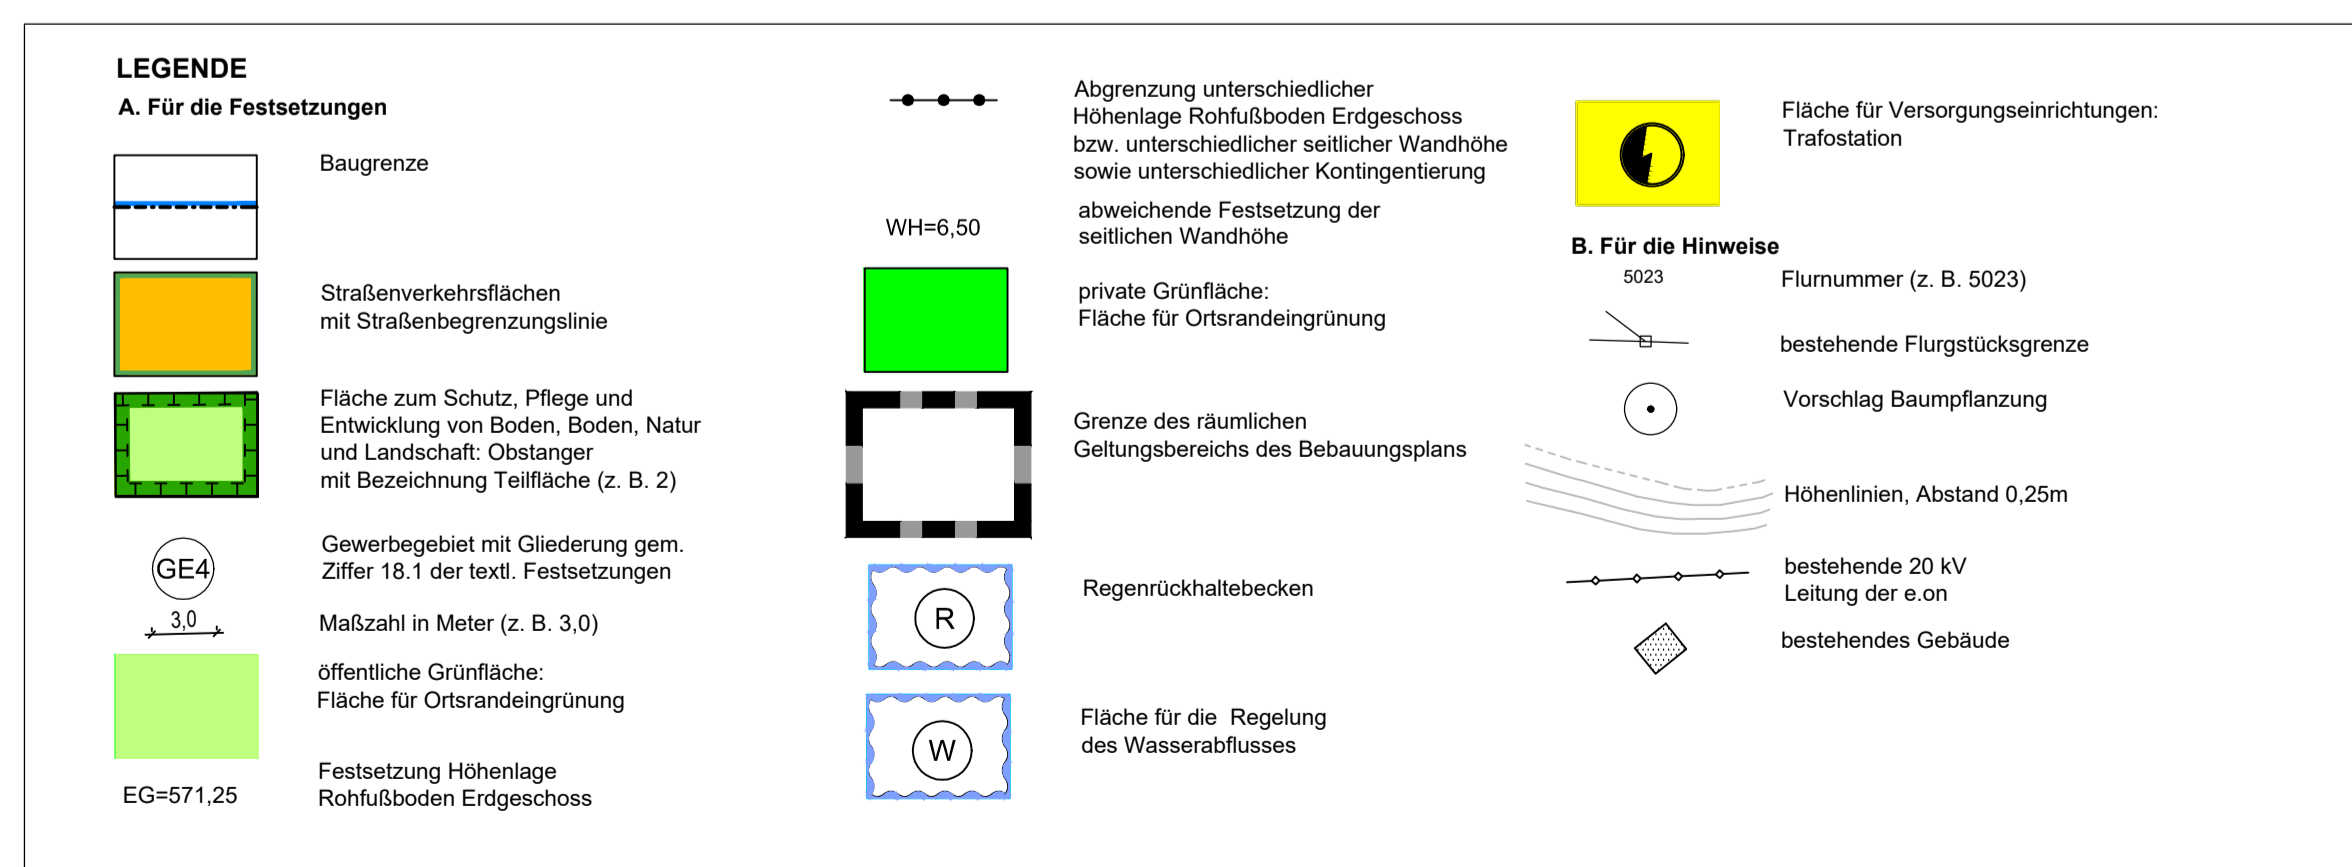 LEGENDE
A. Für die Festsetzungen
Baugrenze
Straßenverkehrsflächen
mit Straßenbegrenzungslinie
Fläche zum Schutz, Pflege und
Entwicklung von Boden, Boden, Natur
und Landschaft: Obstanger
mit Bezeichnung Teilfläche (z. B. 2)
GE4
Gewerbegebiet mit Gliederung gem.
Ziffer 18.1 der textl. Festsetzungen
3,0
Maßzahl in Meter (z. B. 3,0)
öffentliche Grünfläche:
Fläche für Ortsrandeingrünung
EG=571,25
Festsetzung Höhenlage
Rohfußboden Erdgeschoss
Abgrenzung unterschiedlicher
Höhenlage Rohfußboden Erdgeschoss
bzw. unterschiedlicher seitlicher Wandhöhe
sowie unterschiedlicher Kontingentierung
WH=6,50
abweichende Festsetzung der
seitlichen Wandhöhe
private Grünfläche:
Fläche für Ortsrandeingrünung
Grenze des räumlichen
Geltungsbereichs des Bebauungsplans
R
Regenrückhaltebecken
W
Fläche für die Regelung
des Wasserabflusses
Fläche für Versorgungseinrichtungen:
Trafostation
B. Für die Hinweise
5023
Flurnummer (z. B. 5023)
bestehende Flurgstücksgrenze
Vorschlag Baumpflanzung
Höhenlinien, Abstand 0,25m
bestehende 20 kV
Leitung der e.on
bestehendes Gebäude